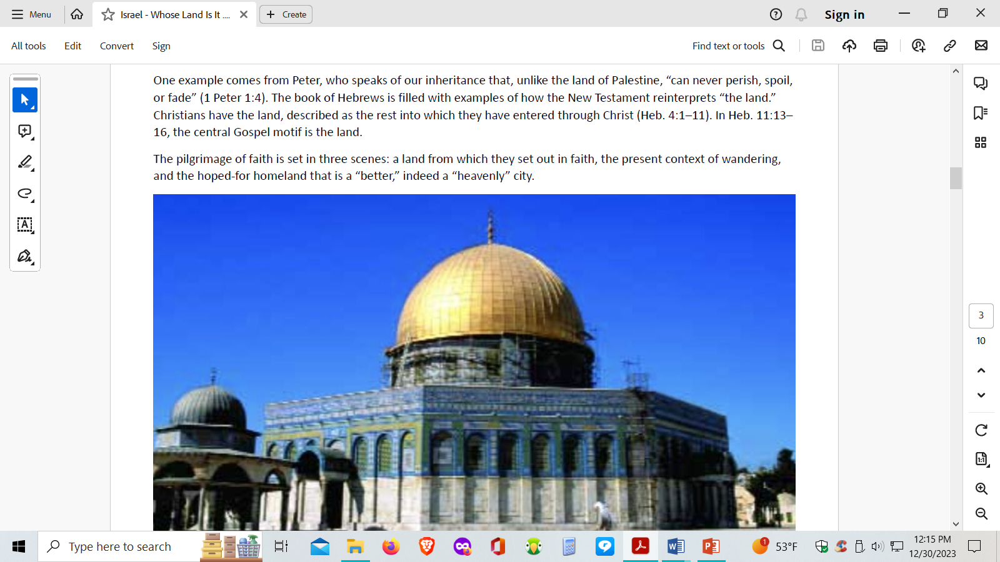 Menu
Israel - Whose Land Is It ....
Create
Sign in
All tools
Edit
Convert
Sign
Find text or tools
One example comes from Peter, who speaks of our inheritance that, unlike the land of Palestine, “can never perish, spoil,
or fade” (1 Peter 1:4). The book of Hebrews is filled with examples of how the New Testament reinterprets “the land.”
Christians have the land, described as the rest into which they have entered through Christ (Heb. 4:1–11). In Heb. 11:13–
16, the central Gospel motif is the land.
The pilgrimage of faith is set in three scenes: a land from which they set out in faith, the present context of wandering,
and the hoped-for homeland that is a “better,” indeed a “heavenly” city.
A
3
10
1:1
Type here to search
1
53°F
12:15 PM
12/30/2023